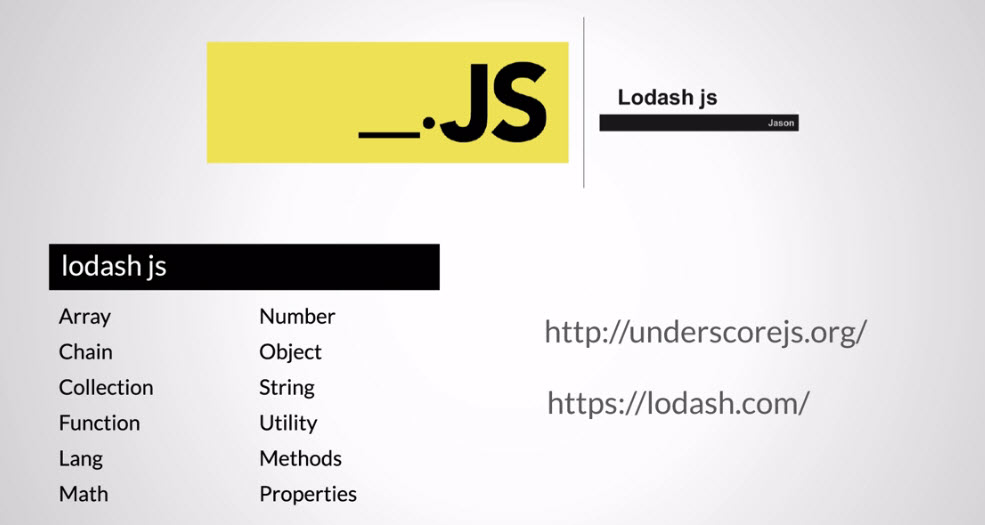 _.JS
Lodash js
Jason
lodash js
Array
Chain
Collection
Function
Lang
Math
Number
Object
String
Utility
Methods
Properties
http://underscorejs.org/
https://lodash.com/